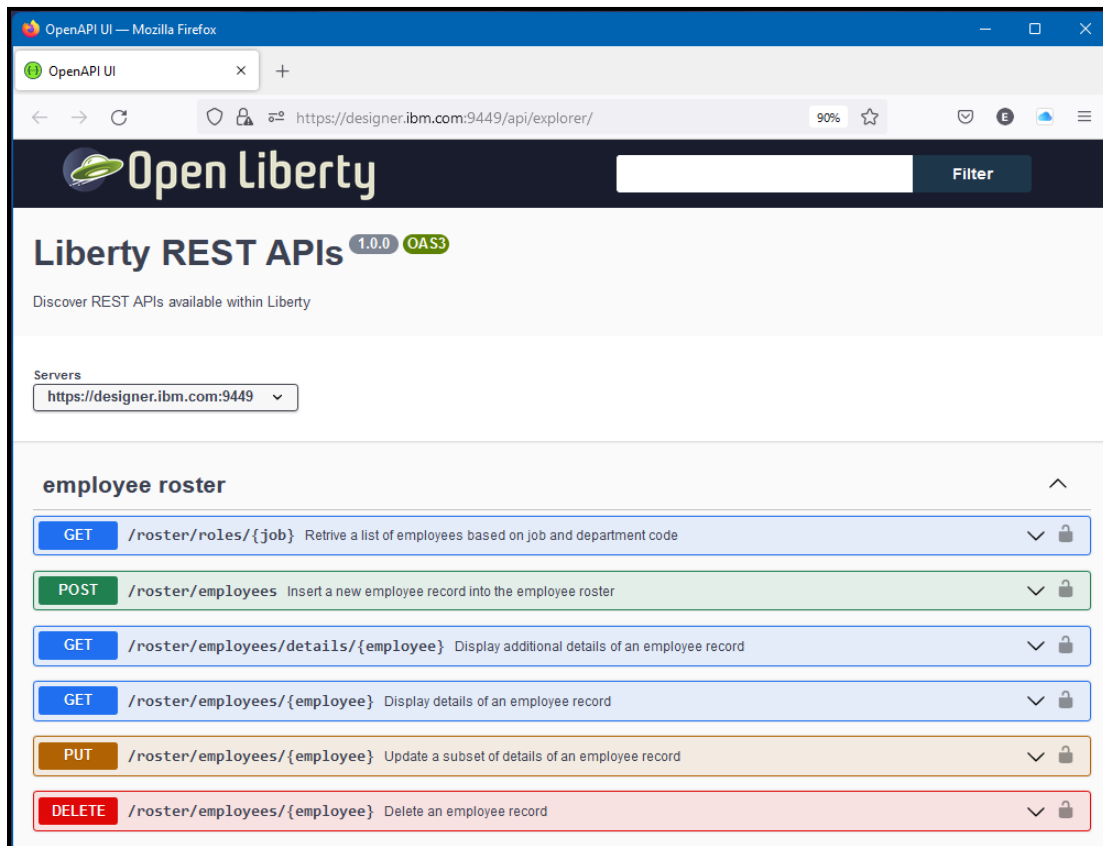 OpenAPI UI — Mozilla Firefox
OpenAPI UI
https://designer.ibm.com:9449/api/explorer/ 90% E
Open Liberty Filter
Liberty REST APIs 1.0.0 OAS3
Discover REST APIs available within Liberty
Servers
https://designer.ibm.com:9449
employee roster
GET /roster/roles/{job} Retrive a list of employees based on job and department code
POST /roster/employees Insert a new employee record into the employee roster
GET /roster/employees/details/{employee} Display additional details of an employee record
GET /roster/employees/{employee} Display details of an employee record
PUT /roster/employees/{employee} Update a subset of details of an employee record
DELETE /roster/employees/{employee} Delete an employee record